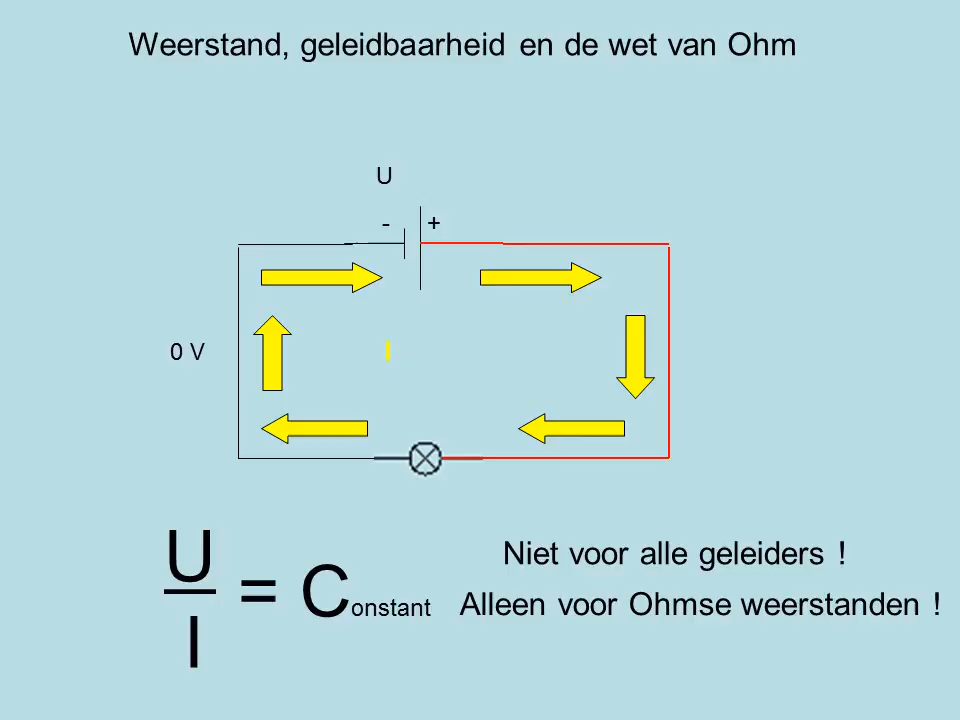 Weerstand, geleidbaarheid en de wet van Ohm
U
- +
0 V
I
U
I
= Constant
Niet voor alle geleiders !
Alleen voor Ohmse weerstanden !